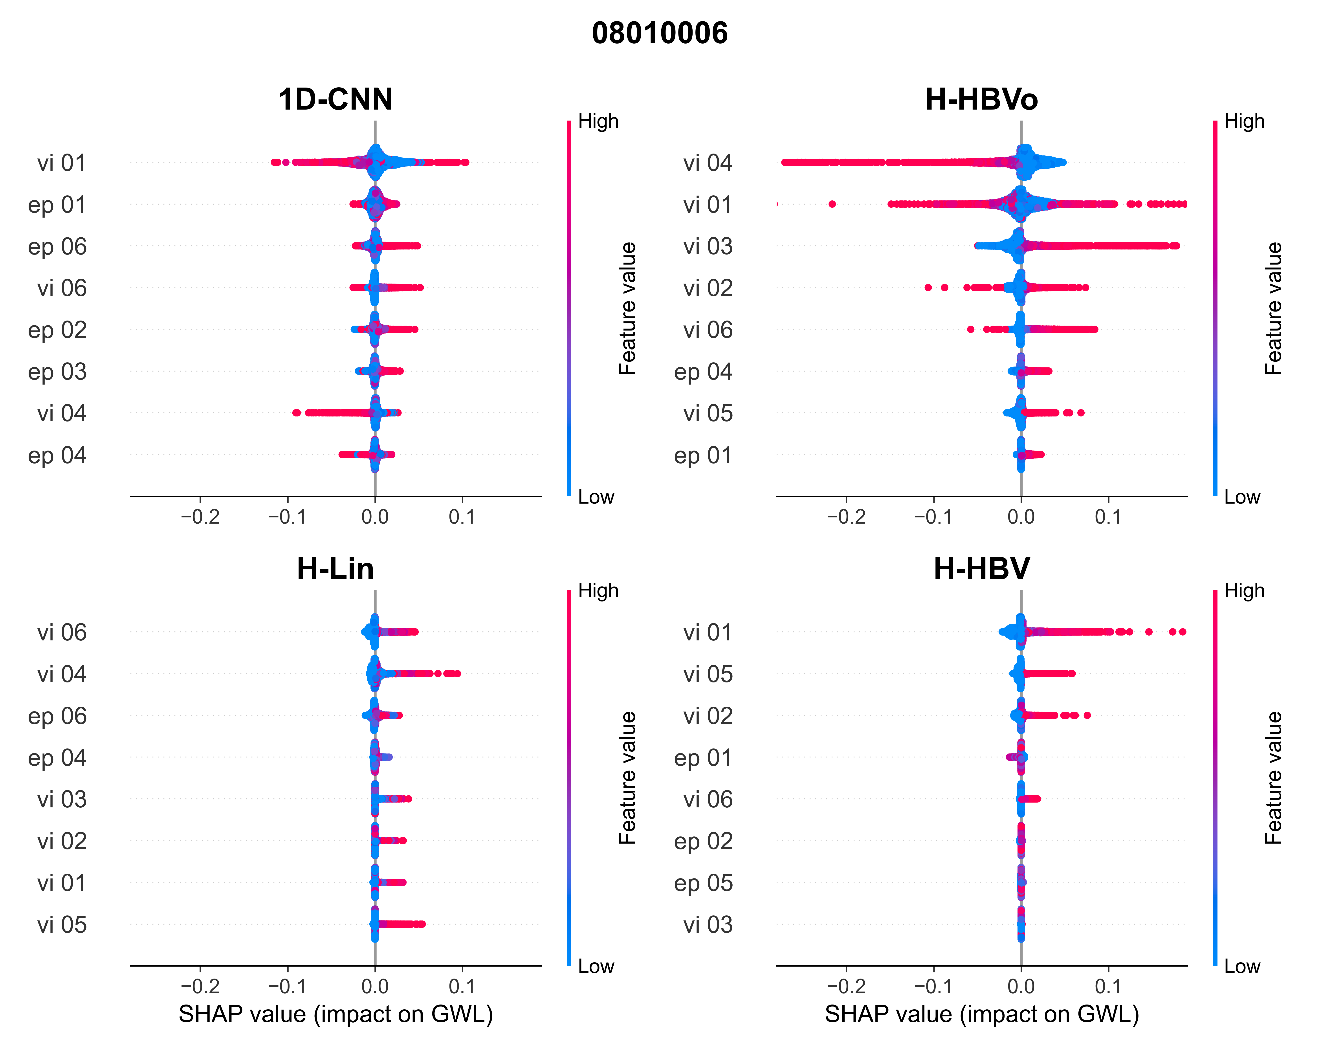 08010006
1D-CNN
High
vi 01
ep 01
ep 06
vi 06
ep 02
ep 03
vi 04
ep 04
Feature value
Low
−0.2 −0.1 0.0 0.1
H-HBVo
High
vi 04
vi 01
vi 03
vi 02
vi 06
ep 04
vi 05
ep 01
Feature value
Low
−0.2 −0.1 0.0 0.1
H-Lin
High
vi 06
vi 04
ep 06
ep 04
vi 03
vi 02
vi 01
vi 05
Feature value
Low
−0.2 −0.1 0.0 0.1
SHAP value (impact on GWL)
H-HBV
High
vi 01
vi 05
vi 02
ep 01
vi 06
ep 02
ep 05
vi 03
Feature value
Low
−0.2 −0.1 0.0 0.1
SHAP value (impact on GWL)